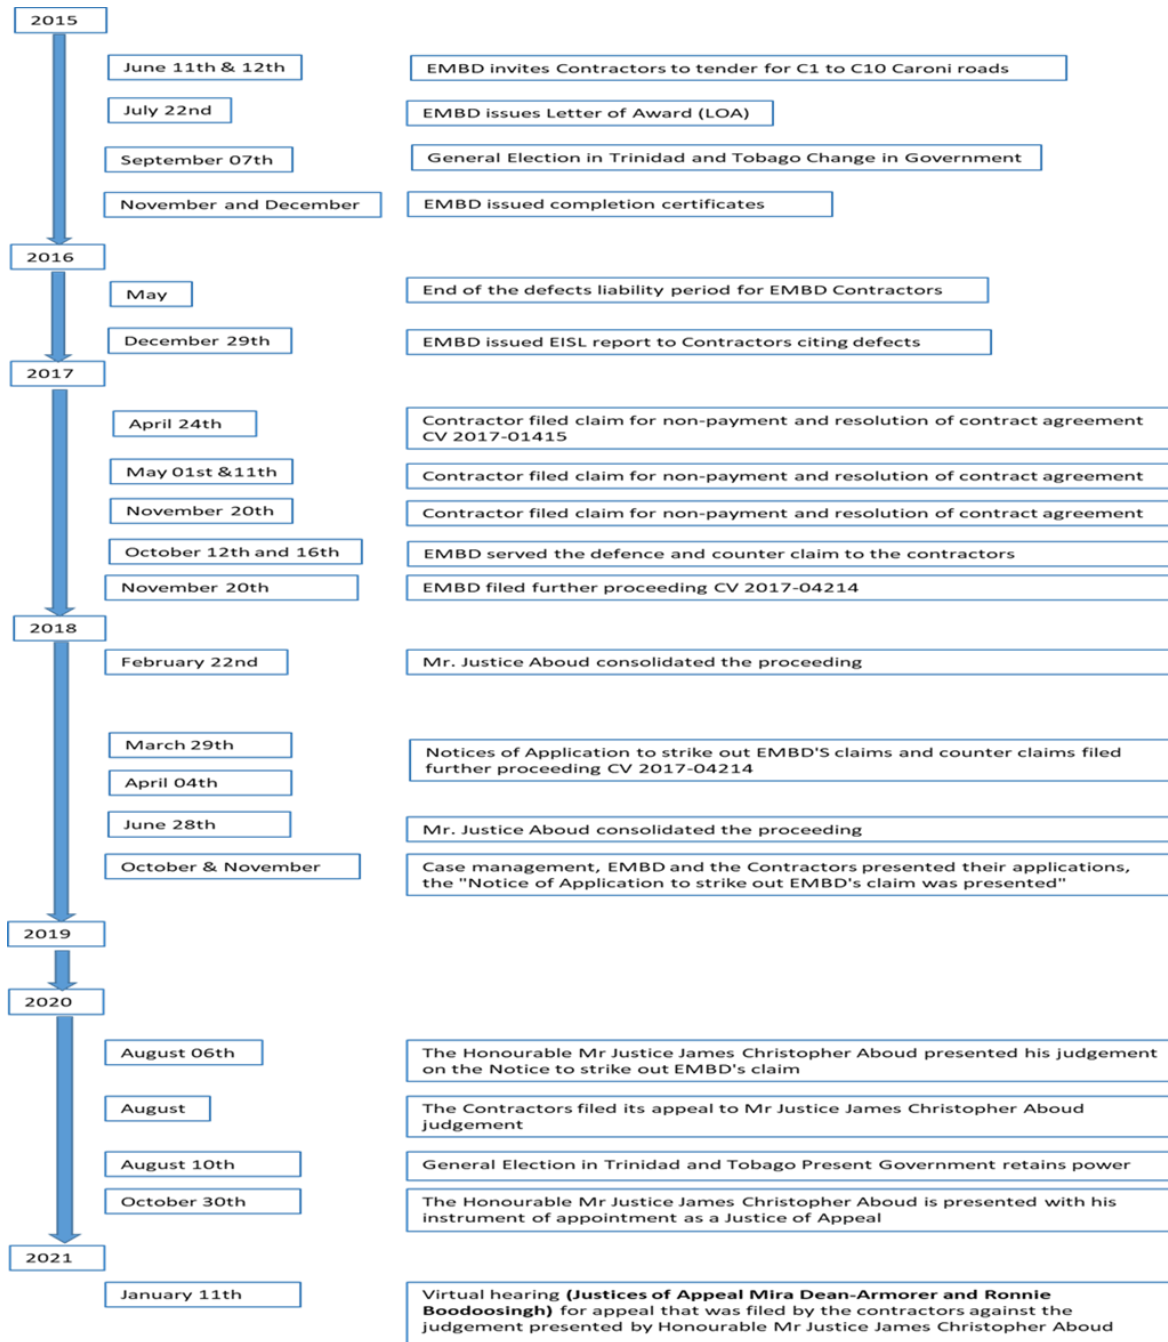 2015
June 11th & 12th
EMBD invites Contractors to tender for C1 to C10 Caroni roads
July 22nd
EMBD issues Letter of Award (LOA)
September 07th
General Election in Trinidad and Tobago Change in Government
November and December
EMBD issued completion certificates
2016
May
End of the defects liability period for EMBD Contractors
December 29th
EMBD issued EISL report to Contractors citing defects
2017
April 24th
Contractor filed claim for non-payment and resolution of contract agreement
CV 2017-01415
May 01st &11th
Contractor filed claim for non-payment and resolution of contract agreement
November 20th
Contractor filed claim for non-payment and resolution of contract agreement
October 12th and 16th
EMBD served the defence and counter claim to the contractors
November 20th
EMBD filed further proceeding CV 2017-04214
2018
February 22nd
Mr. Justice Aboud consolidated the proceeding
March 29th
April 04th
Notices of Application to strike out EMBD'S claims and counter claims filed
further proceeding CV 2017-04214
June 28th
Mr. Justice Aboud consolidated the proceeding
October & November
Case management, EMBD and the Contractors presented their applications,
the "Notice of Application to strike out EMBD's claim was presented"
2019
2020
August 06th
The Honourable Mr Justice James Christopher Aboud presented his judgement
on the Notice to strike out EMBD's claim
August
The Contractors filed its appeal to Mr Justice James Christopher Aboud
judgement
August 10th
General Election in Trinidad and Tobago Present Government retains power
October 30th
The Honourable Mr Justice James Christopher Aboud is presented with his
instrument of appointment as a Justice of Appeal
2021
January 11th
Virtual hearing (Justices of Appeal Mira Dean-Armorer and Ronnie
Boodoosingh) for appeal that was filed by the contractors against the
judgement presented by Honourable Mr Justice James Christopher Aboud